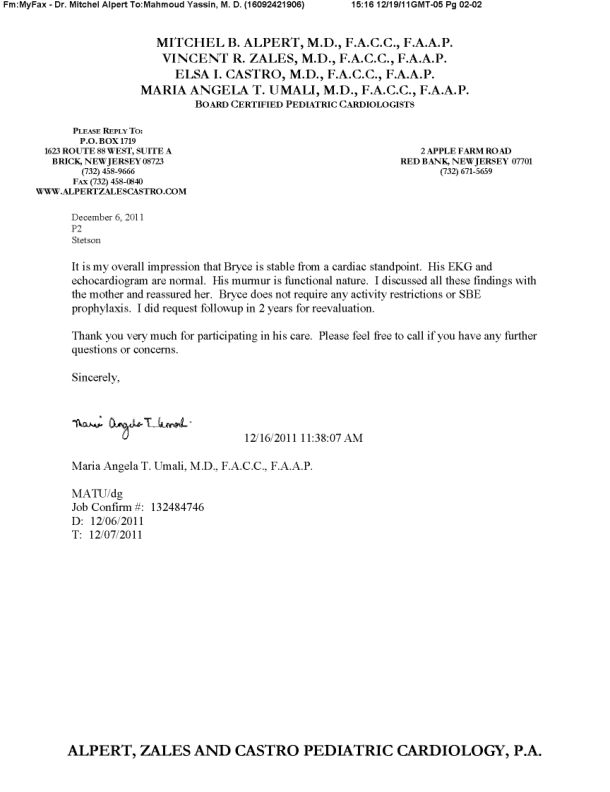 Fm:MyFax - Dr. Mitchel Alpert To:Mahmoud Yassin, M. D. (16092421906) 15:16 12/19/11GMT-05 Pg 02-02
MITCHEL B. ALPERT, M.D., F.A.C.C., F.A.A.P.
VINCENT R. ZALES, M.D., F.A.C.C., F.A.A.P.
ELSA I. CASTRO, M.D., F.A.C.C., F.A.A.P.
MARIA ANGELA T. UMALI, M.D., F.A.C.C., F.A.A.P.
BOARD CERTIFIED PEDIATRIC CARDIOLOGISTS
PLEASE REPLY TO:
P.O. BOX 1719
1623 ROUTE 88 WEST, SUITE A
BRICK, NEW JERSEY 08723
(732) 458-9666
FAX (732) 458-0840
WWW.ALPERTZALESCASTRO.COM
2 APPLE FARM ROAD
RED BANK, NEW JERSEY 07701
(732) 671-5659
December 6, 2011
P2
Stetson
It is my overall impression that Bryce is stable from a cardiac standpoint. His EKG and
echocardiogram are normal. His murmur is functional nature. I discussed all these findings with
the mother and reassured her. Bryce does not require any activity restrictions or SBE
prophylaxis. I did request followup in 2 years for reevaluation.
Thank you very much for participating in his care. Please feel free to call if you have any further
questions or concerns.
Sincerely,
Maria Angela T. Umali
12/16/2011 11:38:07 AM
Maria Angela T. Umali, M.D., F.A.C.C., F.A.A.P.
MATU/dg
Job Confirm #: 132484746
D: 12/06/2011
T: 12/07/2011
ALPERT, ZALES AND CASTRO PEDIATRIC CARDIOLOGY, P.A.